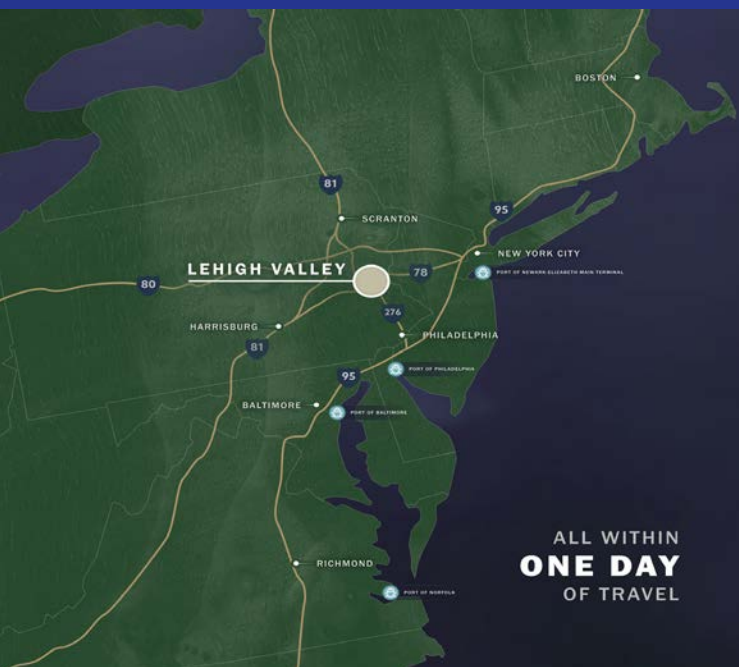 BOSTON
81
SCRANTON
95
NEW YORK CITY
LEHIGH VALLEY
78
PORT OF NEWARK-ELIZABETH MAIN TERMINAL
80
276
HARRISBURG
PHILADELPHIA
81
95
PORT OF PHILADELPHIA
BALTIMORE
PORT OF BALTIMORE
ALL WITHIN
ONE DAY
OF TRAVEL
RICHMOND
PORT OF NORFOLK